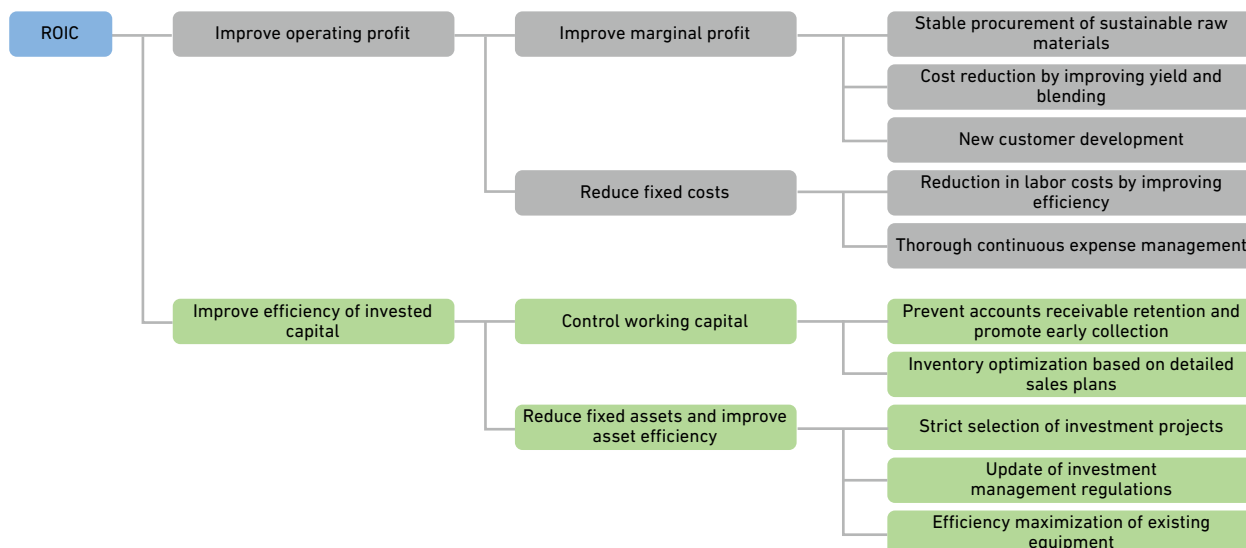 ROIC
Improve operating profit
Improve marginal profit
Stable procurement of sustainable raw
materials
Cost reduction by improving yield and
blending
New customer development
Reduce fixed costs
Reduction in labor costs by improving
efficiency
Thorough continuous expense management
Improve efficiency of invested
capital
Control working capital
Prevent accounts receivable retention and
promote early collection
Inventory optimization based on detailed
sales plans
Reduce fixed assets and improve
asset efficiency
Strict selection of investment projects
Update of investment
management regulations
Efficiency maximization of existing
equipment